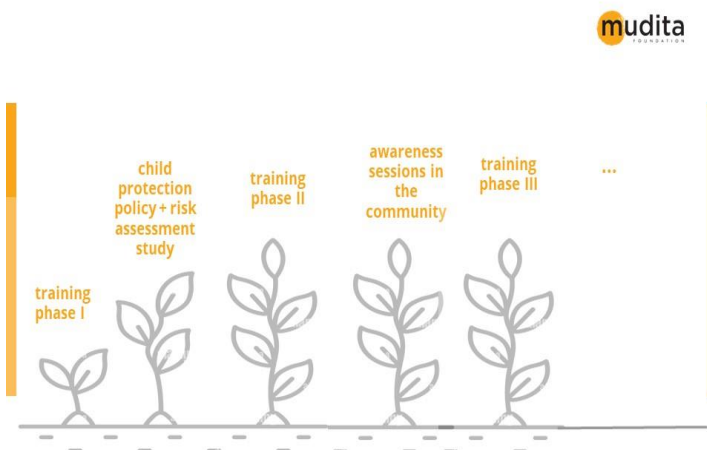 mudita
FOUNDATION
training
phase I
child
protection
policy + risk
assessment
study
training
phase II
awareness
sessions in
the
community
training
phase III
...